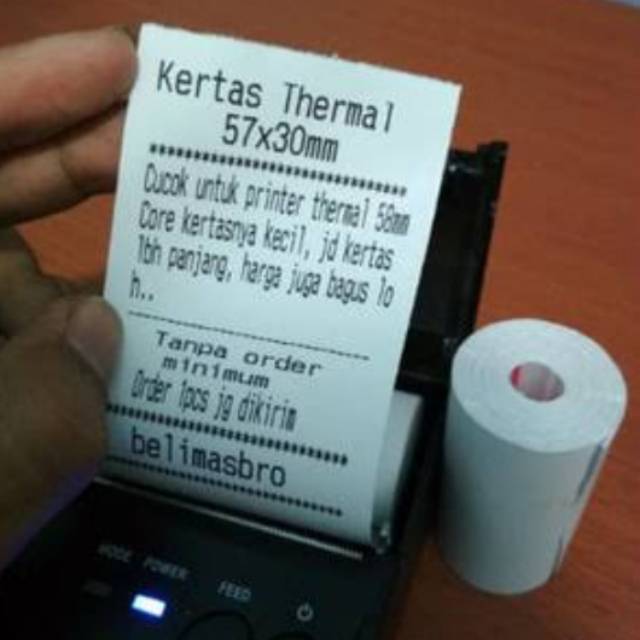 Kertas Thermal
57x30mm
Cucok untuk printer thermal 58mm
Core kertasnya kecil, jd kertas
lbh panjang, harga juga bagus lo
h..
Tanpa order
minimum
Order 1pcs jg dikirim
belimasbro
MODE POWER
FEED